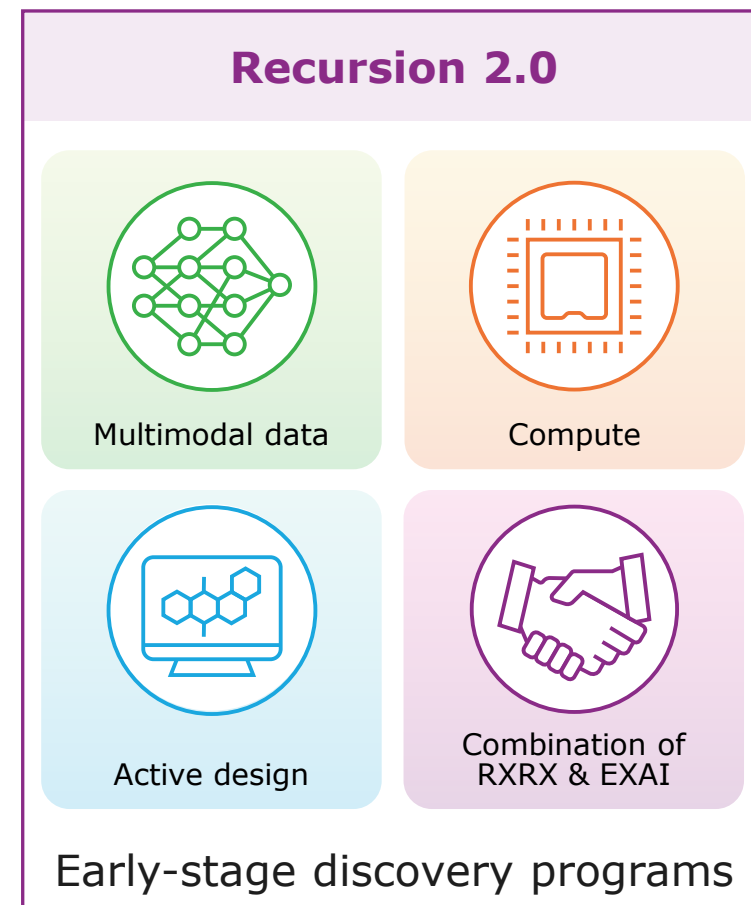 Recursion 2.0
Multimodal data
Compute
Active design
Combination of
RXRX & EXAI
Early-stage discovery programs